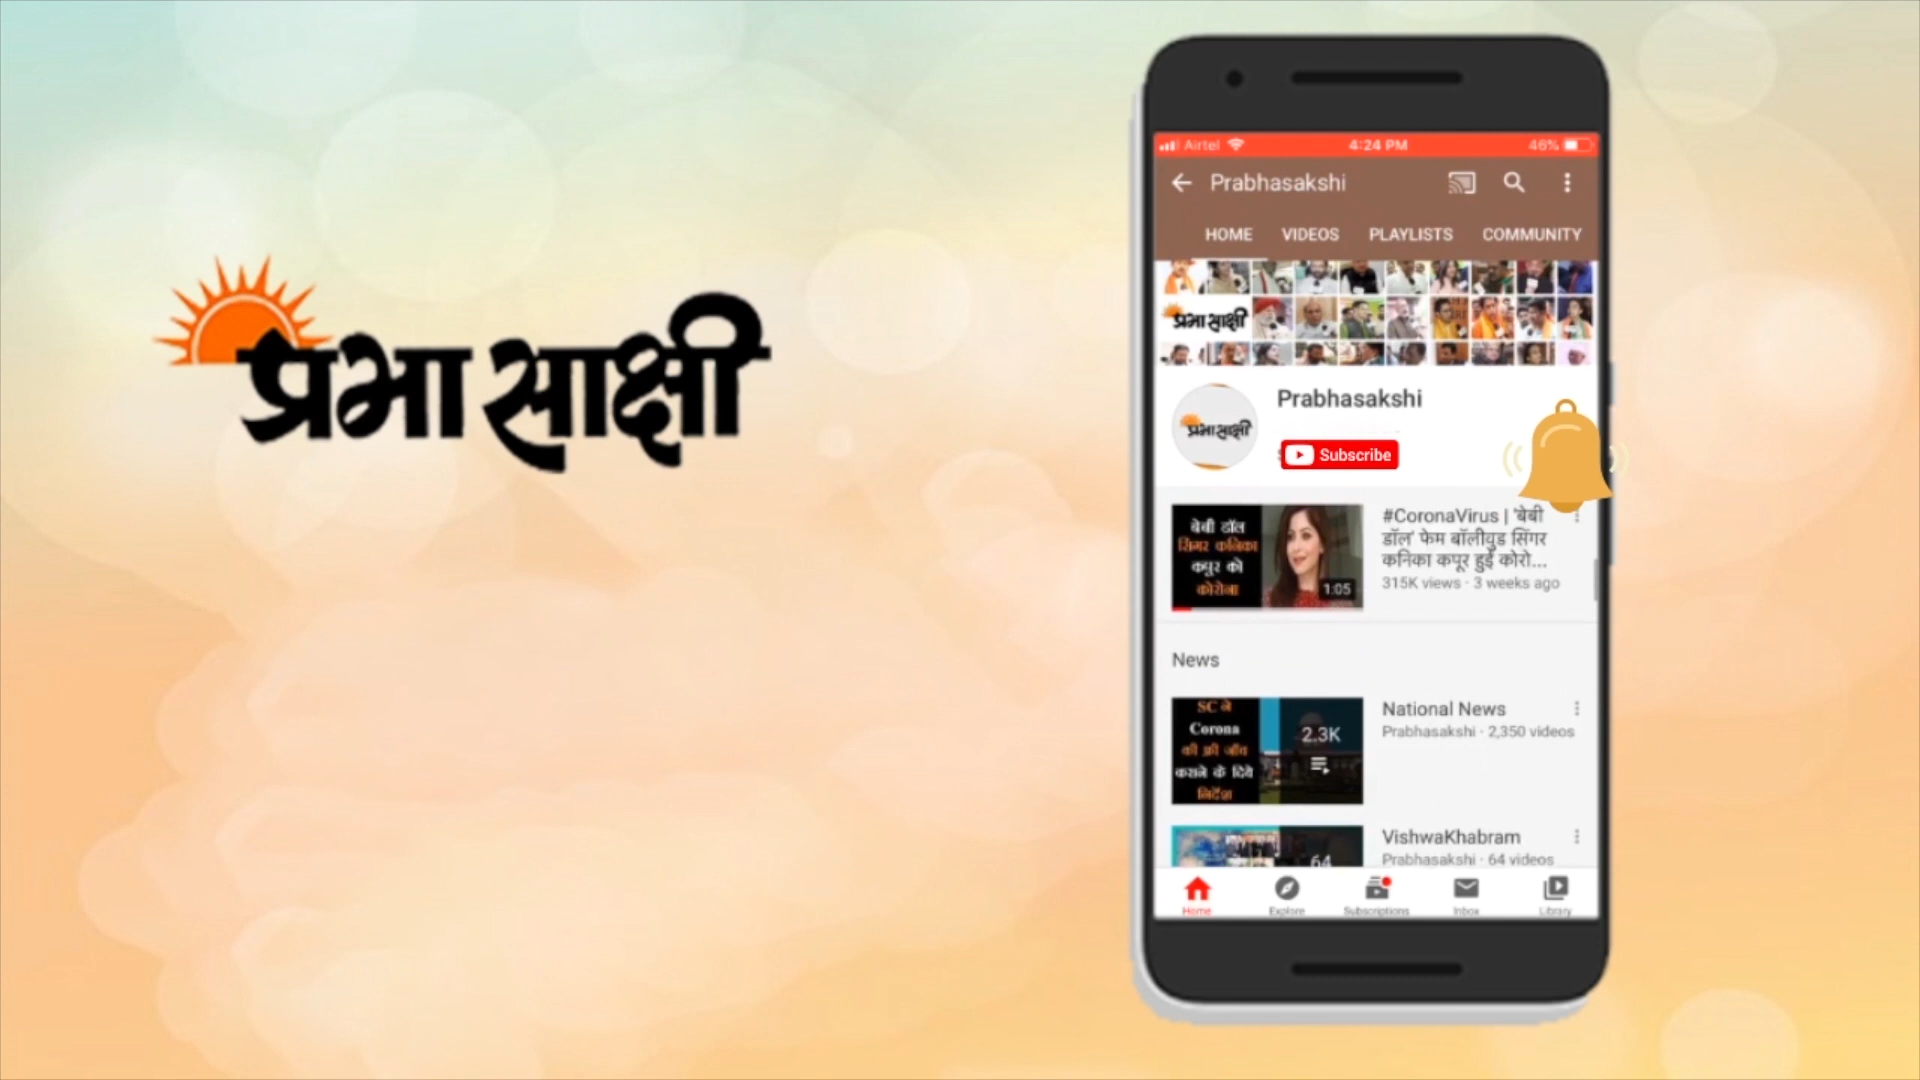 प्रभासाक्षी
Airtel 4:24 PM 46%
Prabhasakshi
HOME VIDEOS PLAYLISTS COMMUNITY
प्रभासाक्षी
Prabhasakshi
प्रभासाक्षी
Subscribe
बेबी डॉल
सिंगर कनिका
कपूर को
कोरोना
1:05
#CoronaVirus | 'बेबी
डॉल' फेम बॉलीवुड सिंगर
कनिका कपूर हुईं कोरो...
315K views · 3 weeks ago
News
SC ने
Corona
की फ्री जाँच
कराने के दिये
निर्देश
2.3K
National News
Prabhasakshi · 2,350 videos
64
VishwaKhabram
Prabhasakshi · 64 videos
Home Explore Subscriptions Inbox Library